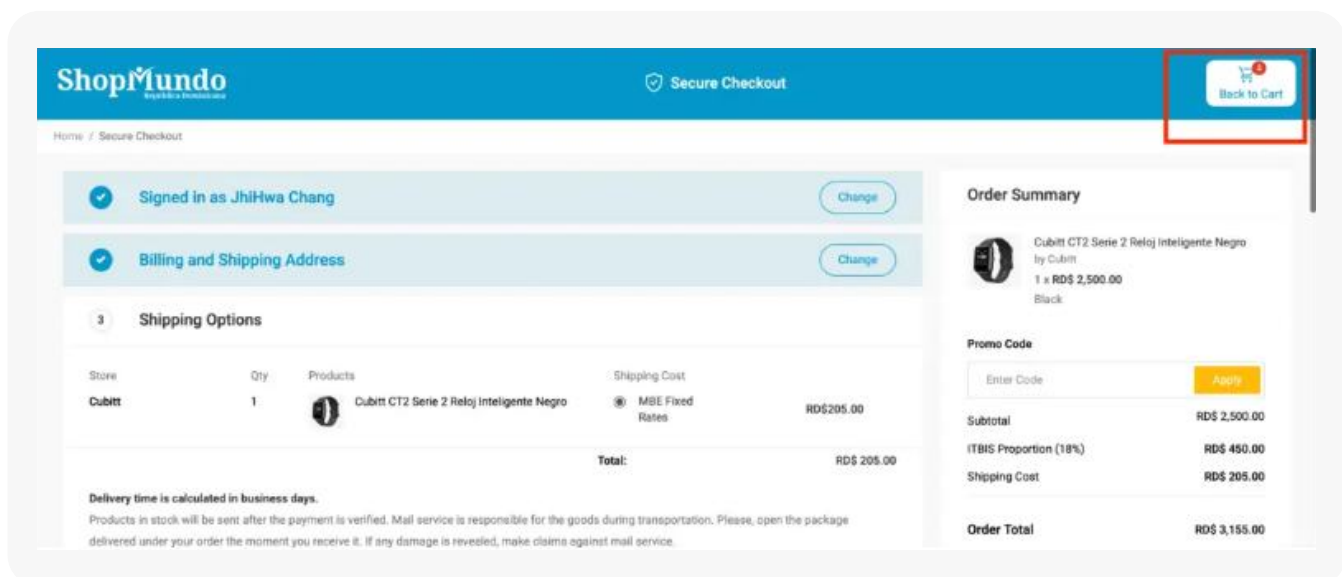 ShopMundo
República Dominicana
Secure Checkout
Back to Cart
Home / Secure Checkout
Signed in as JhiHwa Chang
Change
Billing and Shipping Address
Change
3 Shipping Options
Store Qty Products Shipping Cost
Cubitt 1 Cubitt CT2 Serie 2 Reloj Inteligente Negro MBE Fixed RD$205.00
Rates
Total: RD$ 205.00
Delivery time is calculated in business days.
Products in stock will be sent after the payment is verified. Mail service is responsible for the goods during transportation. Please, open the package
delivered under your order the moment you receive it. If any damage is revealed, make claims against mail service.
Order Summary
Cubitt CT2 Serie 2 Reloj Inteligente Negro
by Cubitt
1 x RD$ 2,500.00
Black
Promo Code
Enter Code Apply
Subtotal RD$ 2,500.00
ITBIS Proportion (18%) RD$ 450.00
Shipping Cost RD$ 205.00
Order Total RD$ 3,155.00